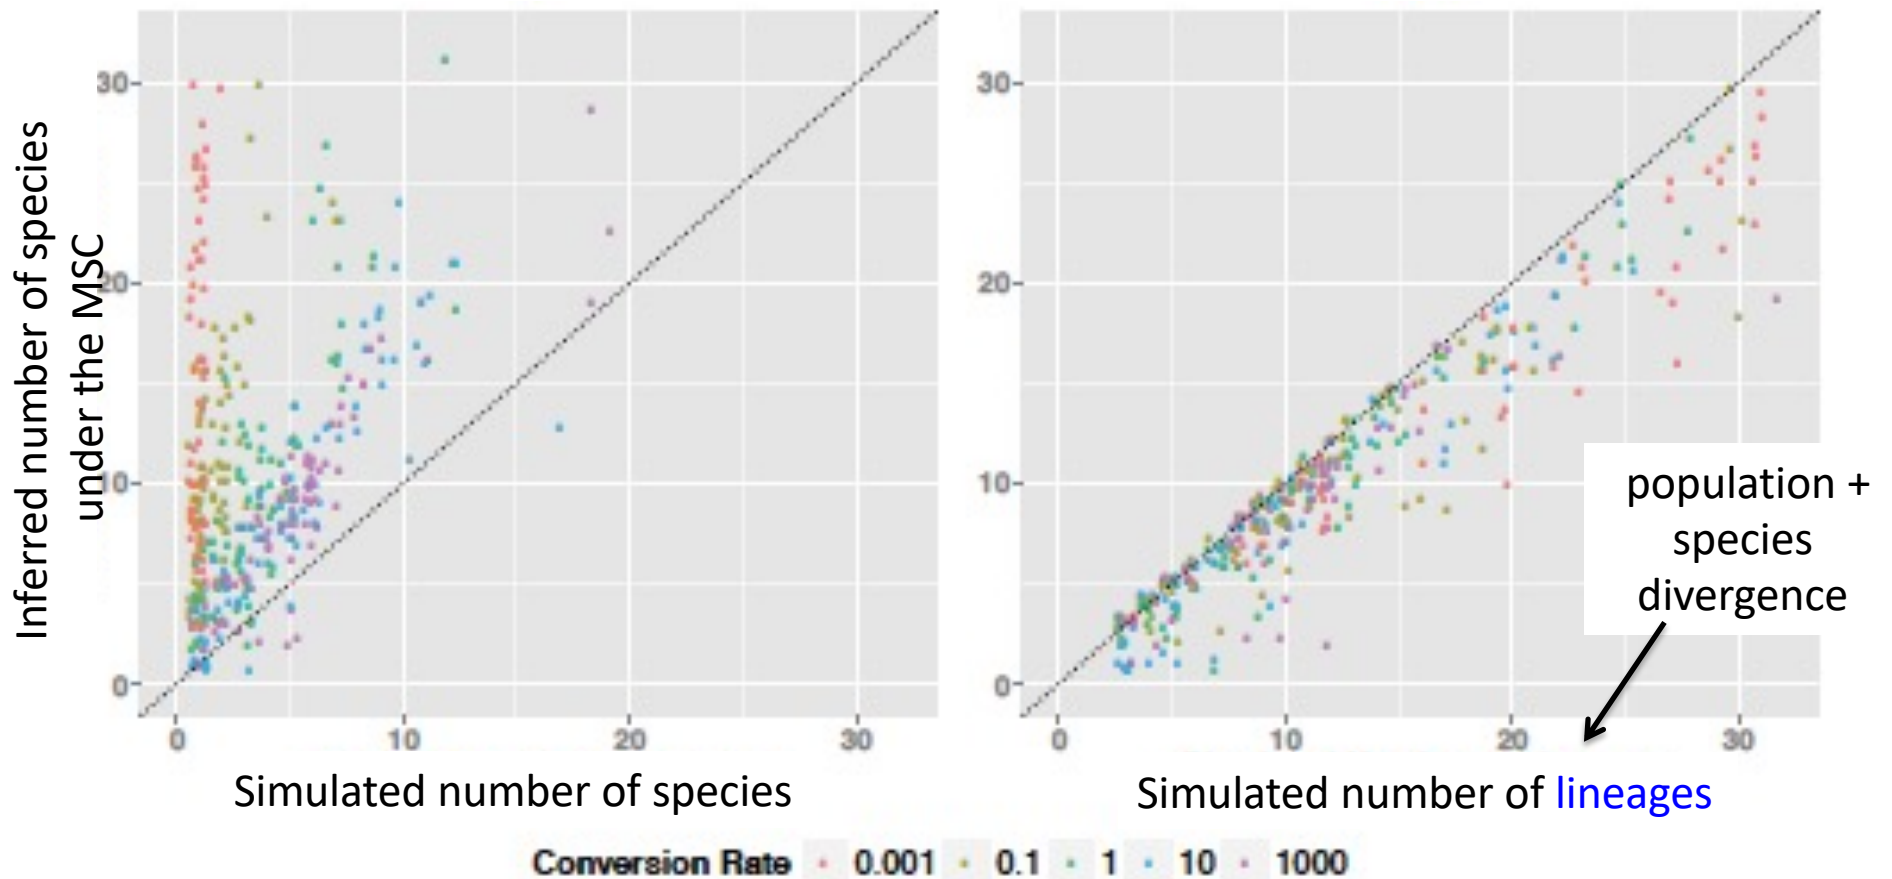 Inferred number of species
under the MSC
30
20
10
0
0 10 20 30
Simulated number of species
30
20
10
0
0 10 20 30
Simulated number of lineages
population +
species
divergence
Conversion Rate 0.001 0.1 1 10 1000